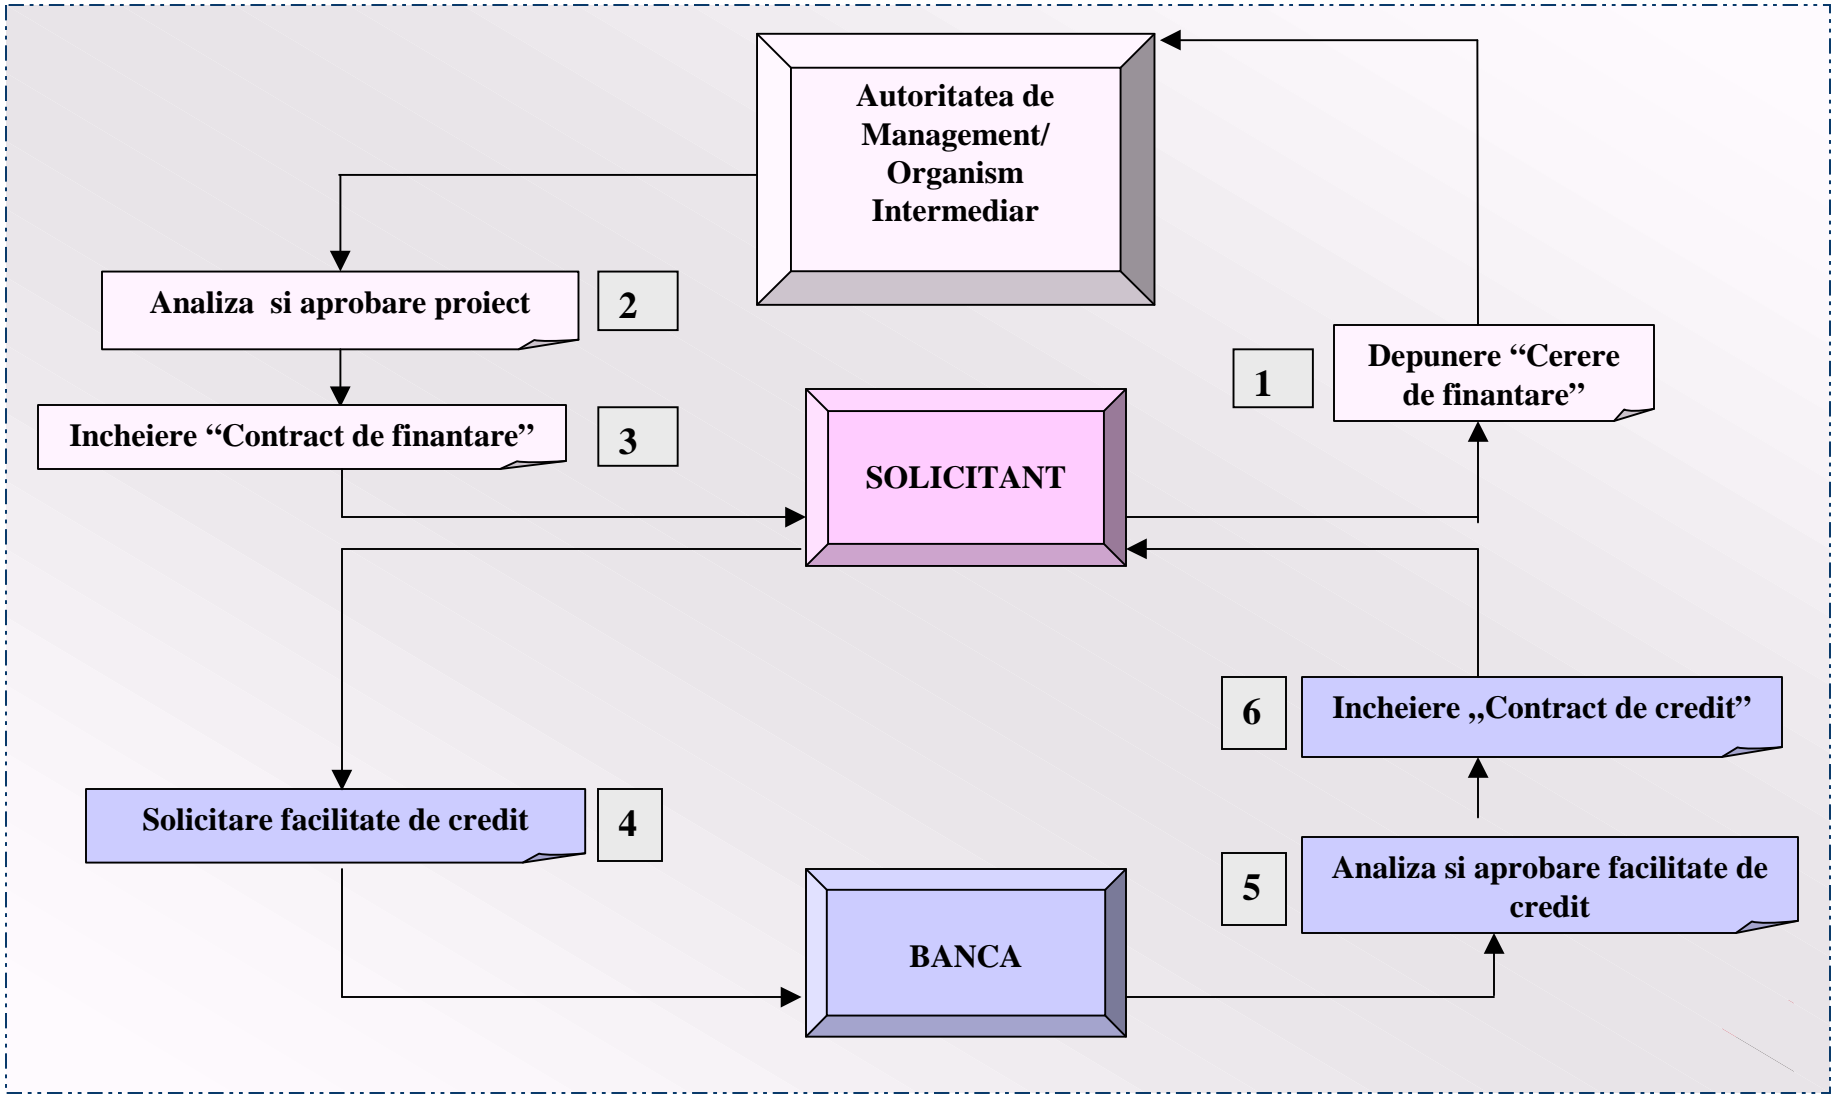 Autoritatea de
Management/
Organism
Intermediar
Analiza  si aprobare proiect
2
Depunere “Cerere
de finantare”
1
Incheiere “Contract de finantare”
3
SOLICITANT
6
Incheiere „Contract de credit”
Solicitare facilitate de credit
4
5
Analiza si aprobare facilitate de
credit
BANCA